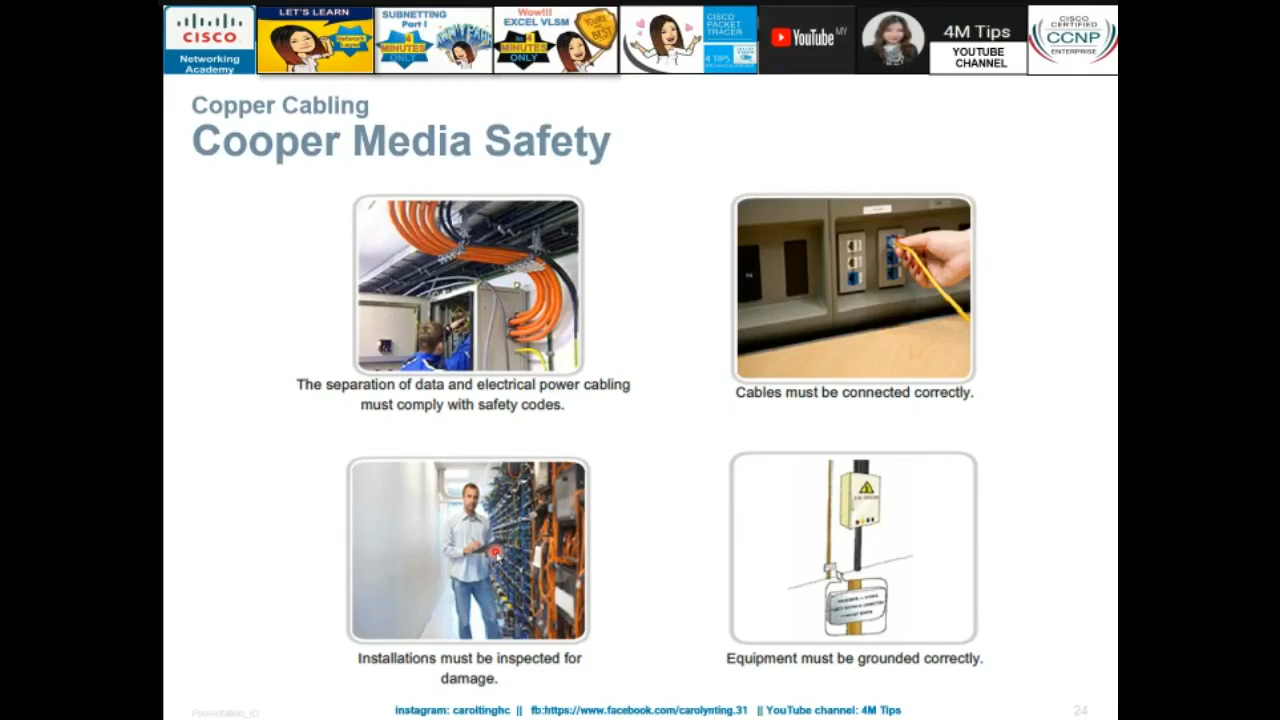 CISCO
Networking
Academy
LET'S LEARN
SUBNETTING
Part I
4
MINUTES
ONLY
Wow!!!
EXCEL VLSM
in 4
MINUTES
ONLY
YOU'RE
BEST
CISCO
PACKET
TRACER
4 TIPS
YouTube MY
4M Tips
YOUTUBE
CHANNEL
CISCO
CERTIFIED
CCNP
ENTERPRISE
Copper Cabling
Cooper Media Safety
The separation of data and electrical power cabling
must comply with safety codes.
Cables must be connected correctly.
Installations must be inspected for
damage.
Equipment must be grounded correctly.
Presentation_ID
instagram: caroltinghc || fb:https://www.facebook.com/carolynting.31 || YouTube channel: 4M Tips
24